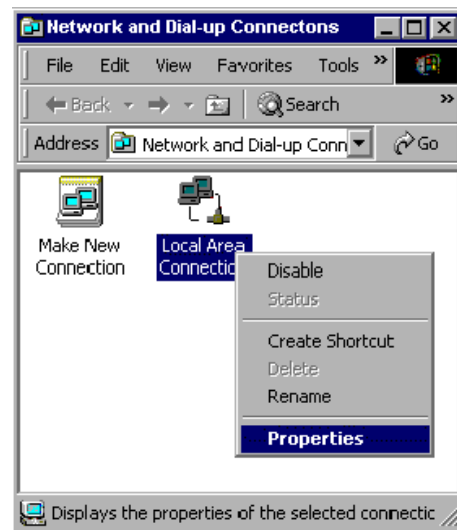 Network and Dial-up Connectons
File Edit View Favorites Tools »
Back Search »
Address Network and Dial-up Conn Go
Make New
Connection
Local Area
Connectic
Disable
Status
Create Shortcut
Delete
Rename
Properties
Displays the properties of the selected connectic